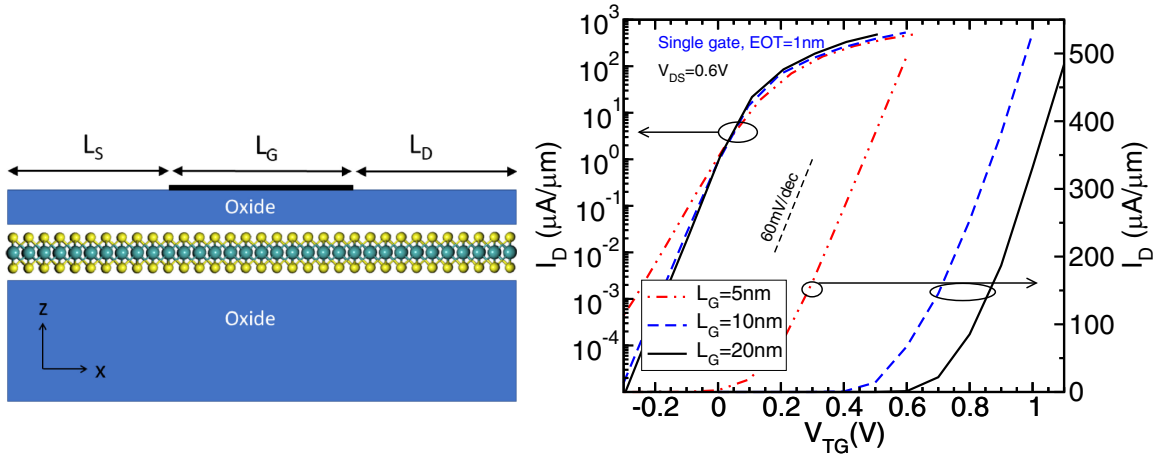 L_S L_G L_D
Oxide
Oxide
z
x
Single gate, EOT=1nm
V_DS=0.6V
60mV/dec
L_G=5nm
L_G=10nm
L_G=20nm
I_D (μA/μm)
10^3
10^2
10^1
10^0
10^-1
10^-2
10^-3
10^-4
-0.2 0 0.2 0.4 0.6 0.8 1
V_TG(V)
500
400
300
200
100
0
I_D (μA/μm)